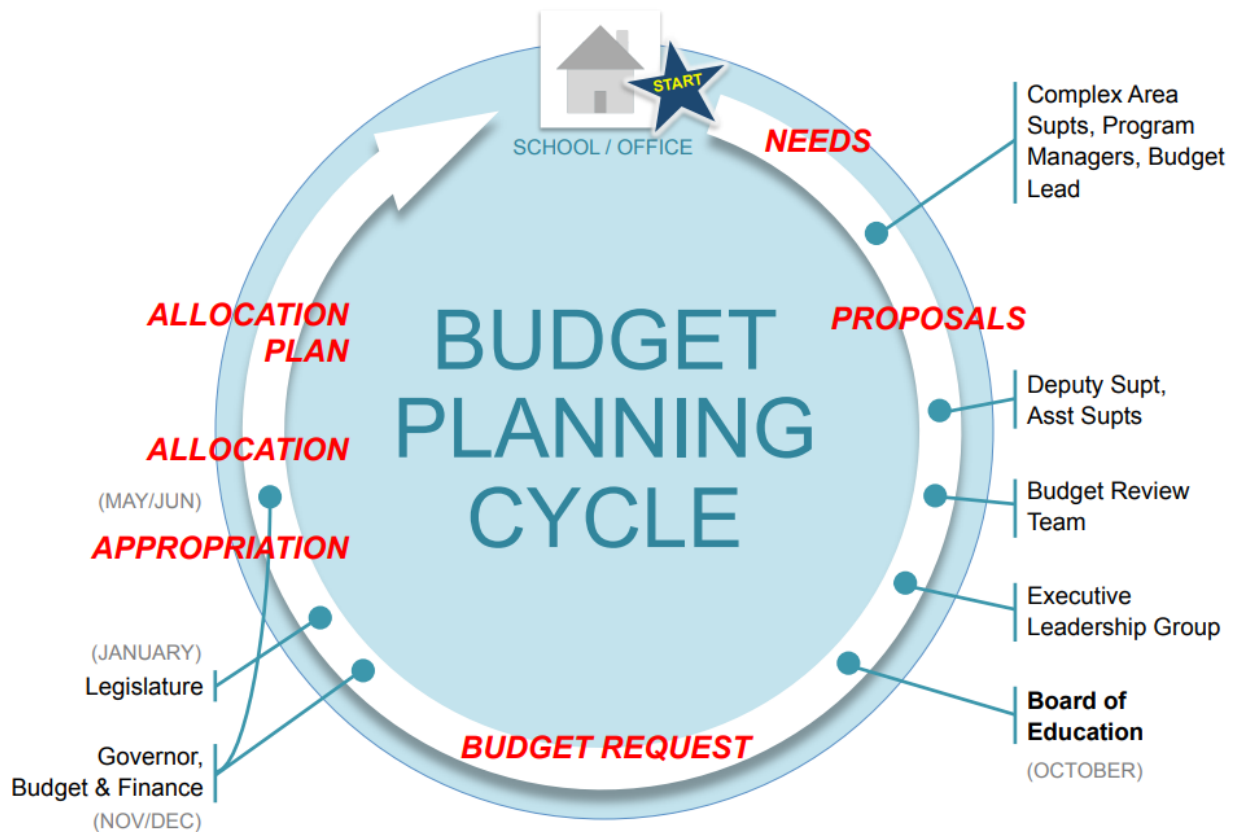 START
SCHOOL / OFFICE
NEEDS
Complex Area
Supts, Program
Managers, Budget
Lead
PROPOSALS
Deputy Supt,
Asst Supts
Budget Review
Team
Executive
Leadership Group
Board of
Education
(OCTOBER)
BUDGET REQUEST
Governor,
Budget & Finance
(NOV/DEC)
(JANUARY)
Legislature
APPROPRIATION
(MAY/JUN)
ALLOCATION
ALLOCATION
PLAN
BUDGET
PLANNING
CYCLE